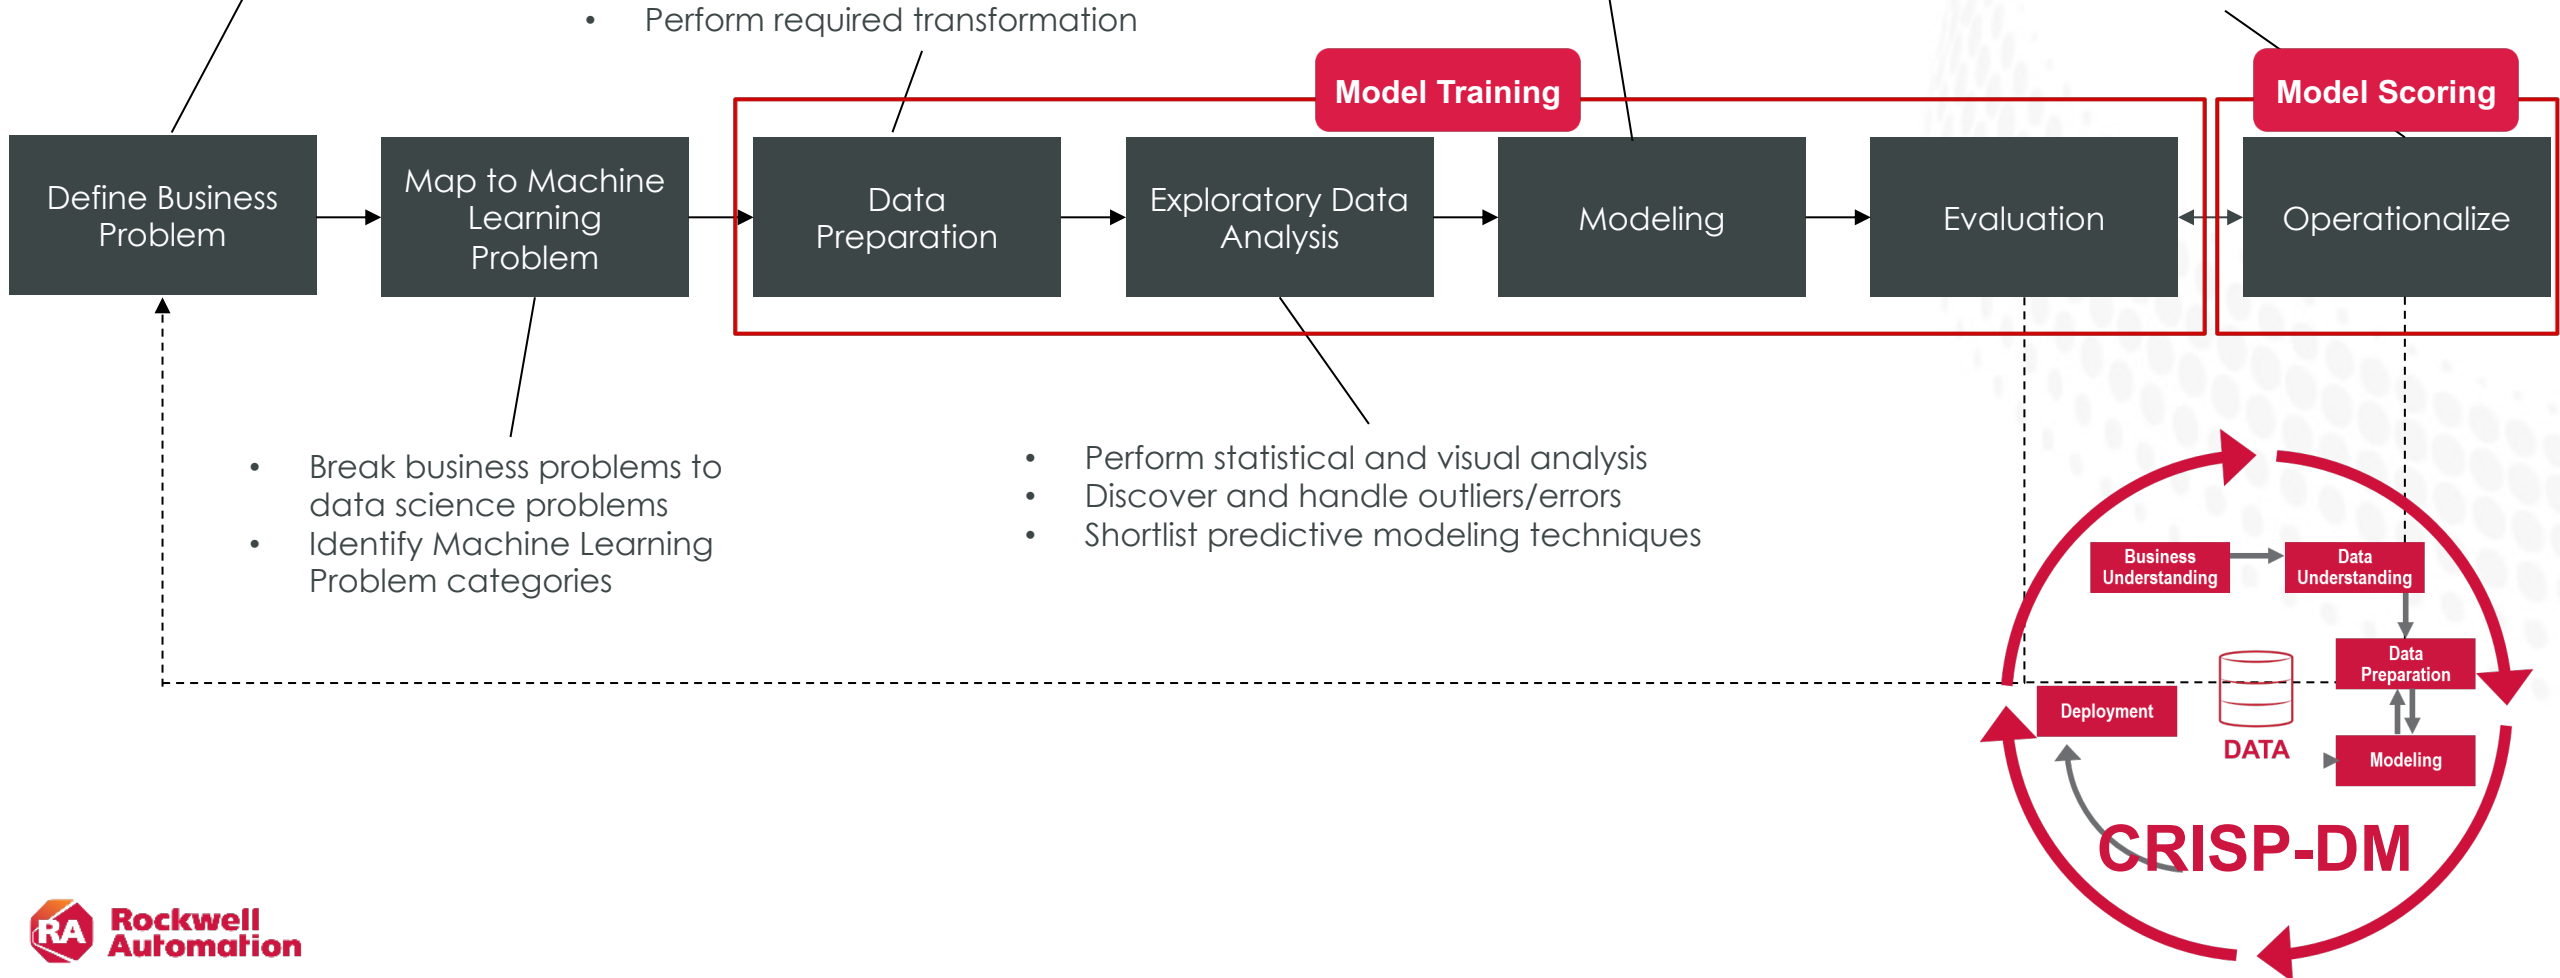 • Perform required transformation
Model Training
Model Scoring
Define Business
Problem
Map to Machine
Learning
Problem
Data
Preparation
Exploratory Data
Analysis
Modeling
Evaluation
Operationalize
• Break business problems to
data science problems
• Identify Machine Learning
Problem categories
• Perform statistical and visual analysis
• Discover and handle outliers/errors
• Shortlist predictive modeling techniques
Business
Understanding
Data
Understanding
Data
Preparation
Deployment
DATA
Modeling
CRISP-DM
RA
Rockwell
Automation